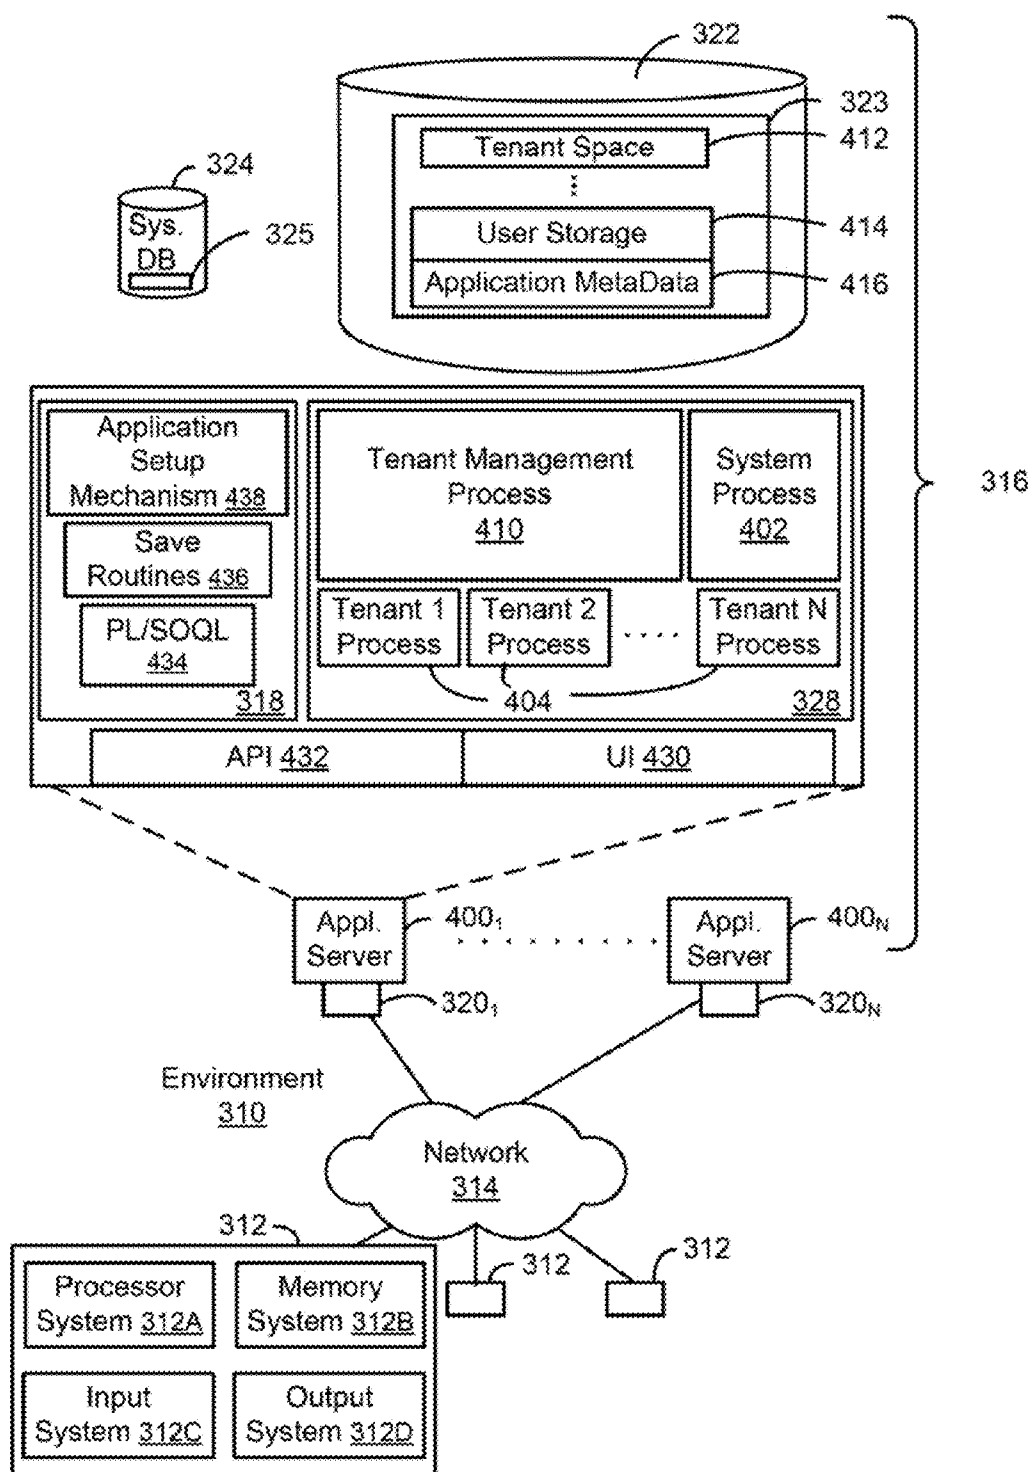 322
323
Tenant Space
412
324
Sys.
DB
325
User Storage
414
Application MetaData
416
316
Application
Setup
Mechanism 438
Save
Routines 436
PL/SOQL
434
318
Tenant Management
Process
410
System
Process
402
Tenant 1
Process
Tenant 2
Process
Tenant N
Process
404
328
API 432
UI 430
Appl.
Server
400₁
Appl.
Server
400N
320₁
320N
Environment
310
Network
314
312
312
312
Processor
System 312A
Memory
System 312B
Input
System 312C
Output
System 312D